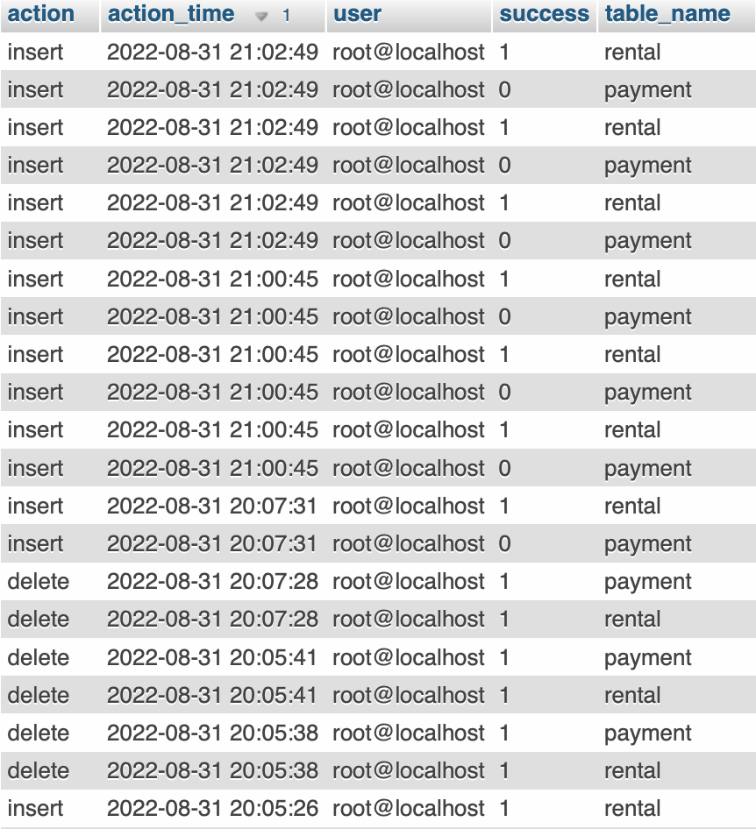 action action_time 1 user success table_name
insert 2022-08-31 21:02:49 root@localhost 1 rental
insert 2022-08-31 21:02:49 root@localhost 0 payment
insert 2022-08-31 21:02:49 root@localhost 1 rental
insert 2022-08-31 21:02:49 root@localhost 0 payment
insert 2022-08-31 21:02:49 root@localhost 1 rental
insert 2022-08-31 21:02:49 root@localhost 0 payment
insert 2022-08-31 21:00:45 root@localhost 1 rental
insert 2022-08-31 21:00:45 root@localhost 0 payment
insert 2022-08-31 21:00:45 root@localhost 1 rental
insert 2022-08-31 21:00:45 root@localhost 0 payment
insert 2022-08-31 21:00:45 root@localhost 1 rental
insert 2022-08-31 21:00:45 root@localhost 0 payment
insert 2022-08-31 20:07:31 root@localhost 1 rental
insert 2022-08-31 20:07:31 root@localhost 0 payment
delete 2022-08-31 20:07:28 root@localhost 1 payment
delete 2022-08-31 20:07:28 root@localhost 1 rental
delete 2022-08-31 20:05:41 root@localhost 1 payment
delete 2022-08-31 20:05:41 root@localhost 1 rental
delete 2022-08-31 20:05:38 root@localhost 1 payment
delete 2022-08-31 20:05:38 root@localhost 1 rental
insert 2022-08-31 20:05:26 root@localhost 1 rental